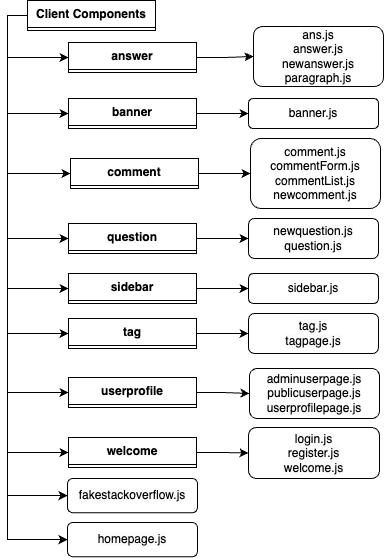 Client Components
answer
ans.js
answer.js
newanswer.js
paragraph.js
banner
banner.js
comment
comment.js
commentForm.js
commentList.js
newcomment.js
question
newquestion.js
question.js
sidebar
sidebar.js
tag
tag.js
tagpage.js
userprofile
adminuserpage.js
publicuserpage.js
userprofilepage.js
welcome
login.js
register.js
welcome.js
fakestackoverflow.js
homepage.js